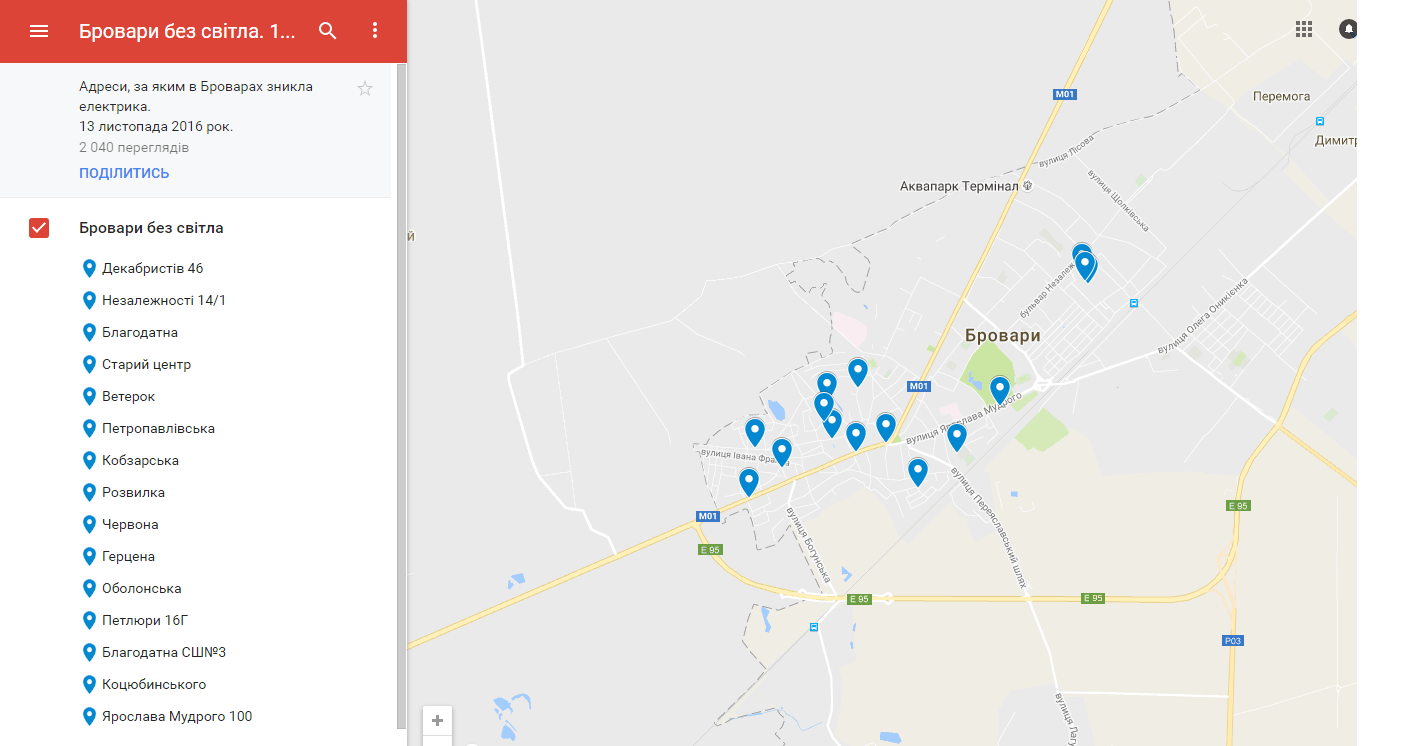 Бровари без світла. 1...
Адреси, за яким в Броварах зникла
електрика.
13 листопада 2016 рок.
2 040 переглядів
ПОДІЛИТИСЬ
Бровари без світла
Декабристів 46
Незалежності 14/1
Благодатна
Старий центр
Ветерок
Петропавлівська
Кобзарська
Розвилка
Червона
Герцена
Оболонська
Петлюри 16Г
Благодатна СШ№3
Коцюбинського
Ярослава Мудрого 100
M01
Перемога
Димитр
вулиця Лісова
Аквапарк Термінал
вулиця Щолківська
й
бульвар Незалеж
вулиця Олега Оникієнка
Бровари
M01
вулиця Ярослава Мудрого
вулиця Івана Франка
M01
E 95
вулиця Богунська
вулиця Переяславський шлях
E 95
E 95
E 95
P03
вулиця Лагу
+